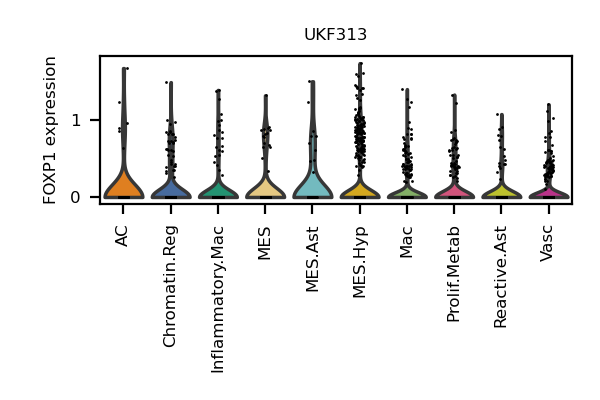 UKF313
FOXP1 expression
1
0
AC
Chromatin.Reg
Inflammatory.Mac
MES
MES.Ast
MES.Hyp
Mac
Prolif.Metab
Reactive.Ast
Vasc